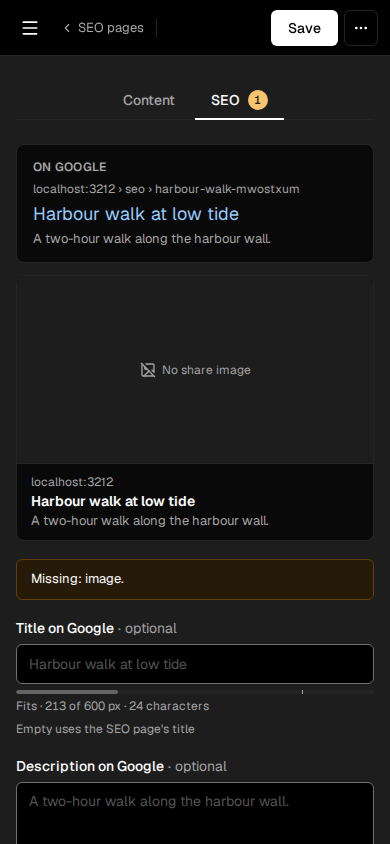 SEO pages
Save
Content
SEO 1
ON GOOGLE
localhost:3212 › seo › harbour-walk-mwostxum
Harbour walk at low tide
A two-hour walk along the harbour wall.
No share image
localhost:3212
Harbour walk at low tide
A two-hour walk along the harbour wall.
Missing: image.
Title on Google · optional
Harbour walk at low tide
Fits · 213 of 600 px · 24 characters
Empty uses the SEO page's title
Description on Google · optional
A two-hour walk along the harbour wall.